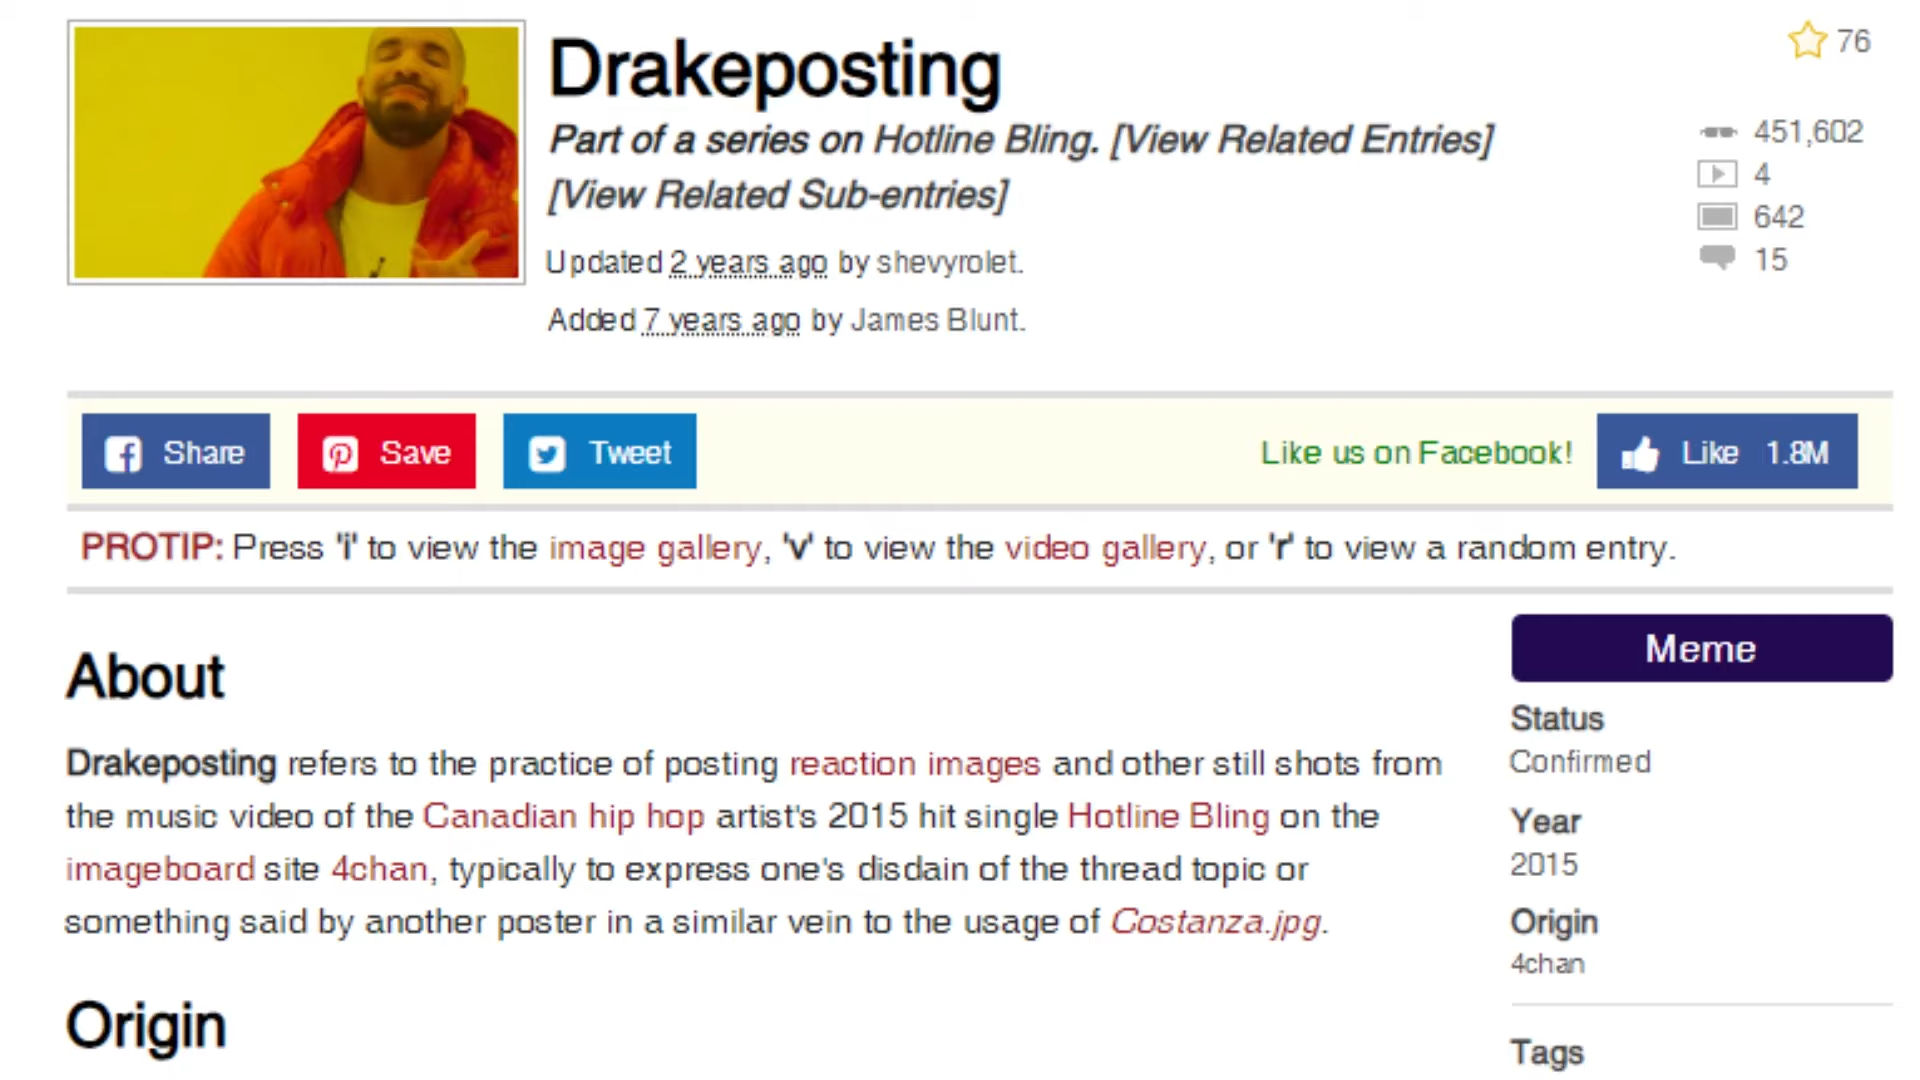 Drakeposting
76
Part of a series on Hotline Bling. [View Related Entries]
[View Related Sub-entries]
451,602
4
642
15
Updated 2 years ago by shevyrolet.
Added 7 years ago by James Blunt.
Share
Save
Tweet
Like us on Facebook!
Like 1.8M
PROTIP: Press 'i' to view the image gallery, 'v' to view the video gallery, or 'r' to view a random entry.
About
Drakeposting refers to the practice of posting reaction images and other still shots from
the music video of the Canadian hip hop artist's 2015 hit single Hotline Bling on the
imageboard site 4chan, typically to express one's disdain of the thread topic or
something said by another poster in a similar vein to the usage of Costanza.jpg.
Origin
Meme
Status
Confirmed
Year
2015
Origin
4chan
Tags